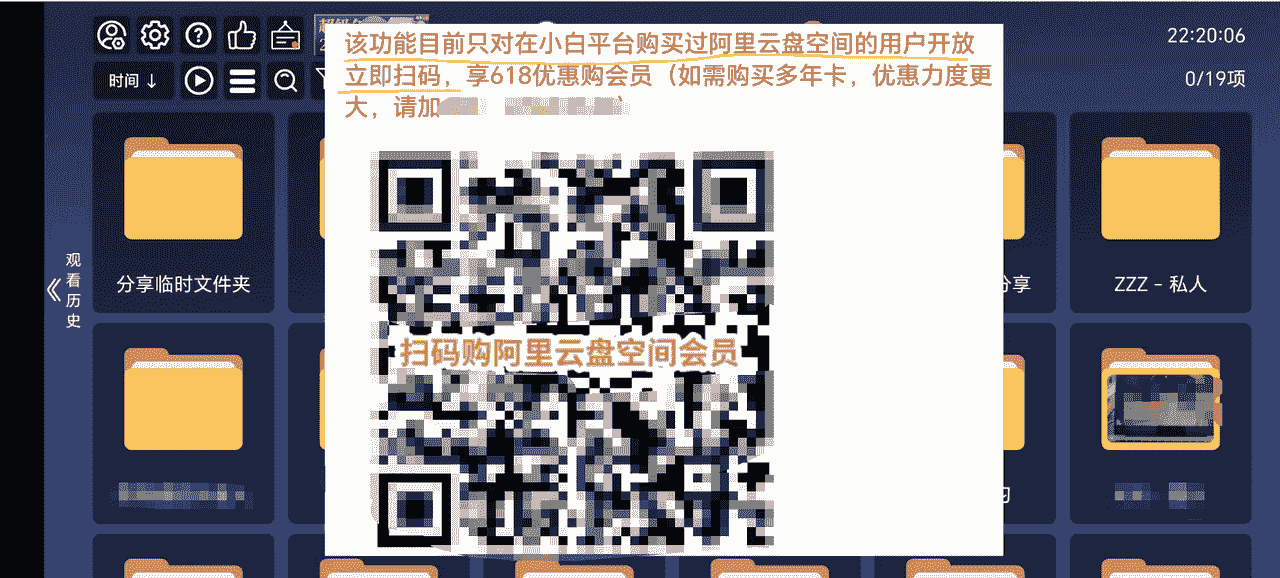 22:20:06
时间 ↓
0/19项
该功能目前只对在小白平台购买过阿里云盘空间的用户开放
立即扫码，享618优惠购会员（如需购买多年卡，优惠力度更
大，请加
扫码购阿里云盘空间会员
观看历史
分享临时文件夹
分享
ZZZ - 私人